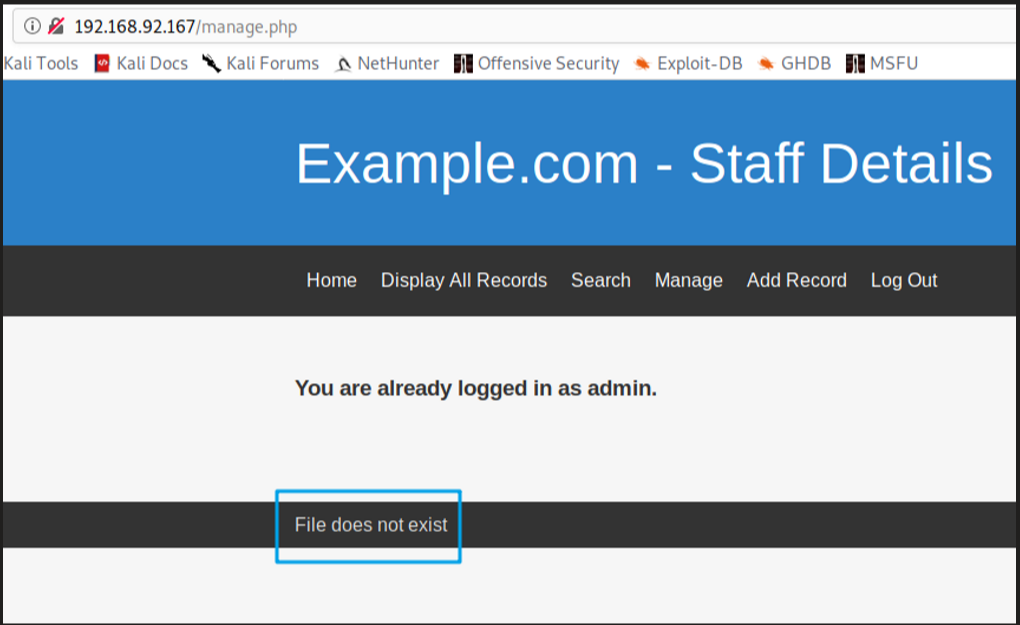 192.168.92.167/manage.php
Kali Tools Kali Docs Kali Forums NetHunter Offensive Security Exploit-DB GHDB MSFU
Example.com - Staff Details
Home Display All Records Search Manage Add Record Log Out
You are already logged in as admin.
File does not exist